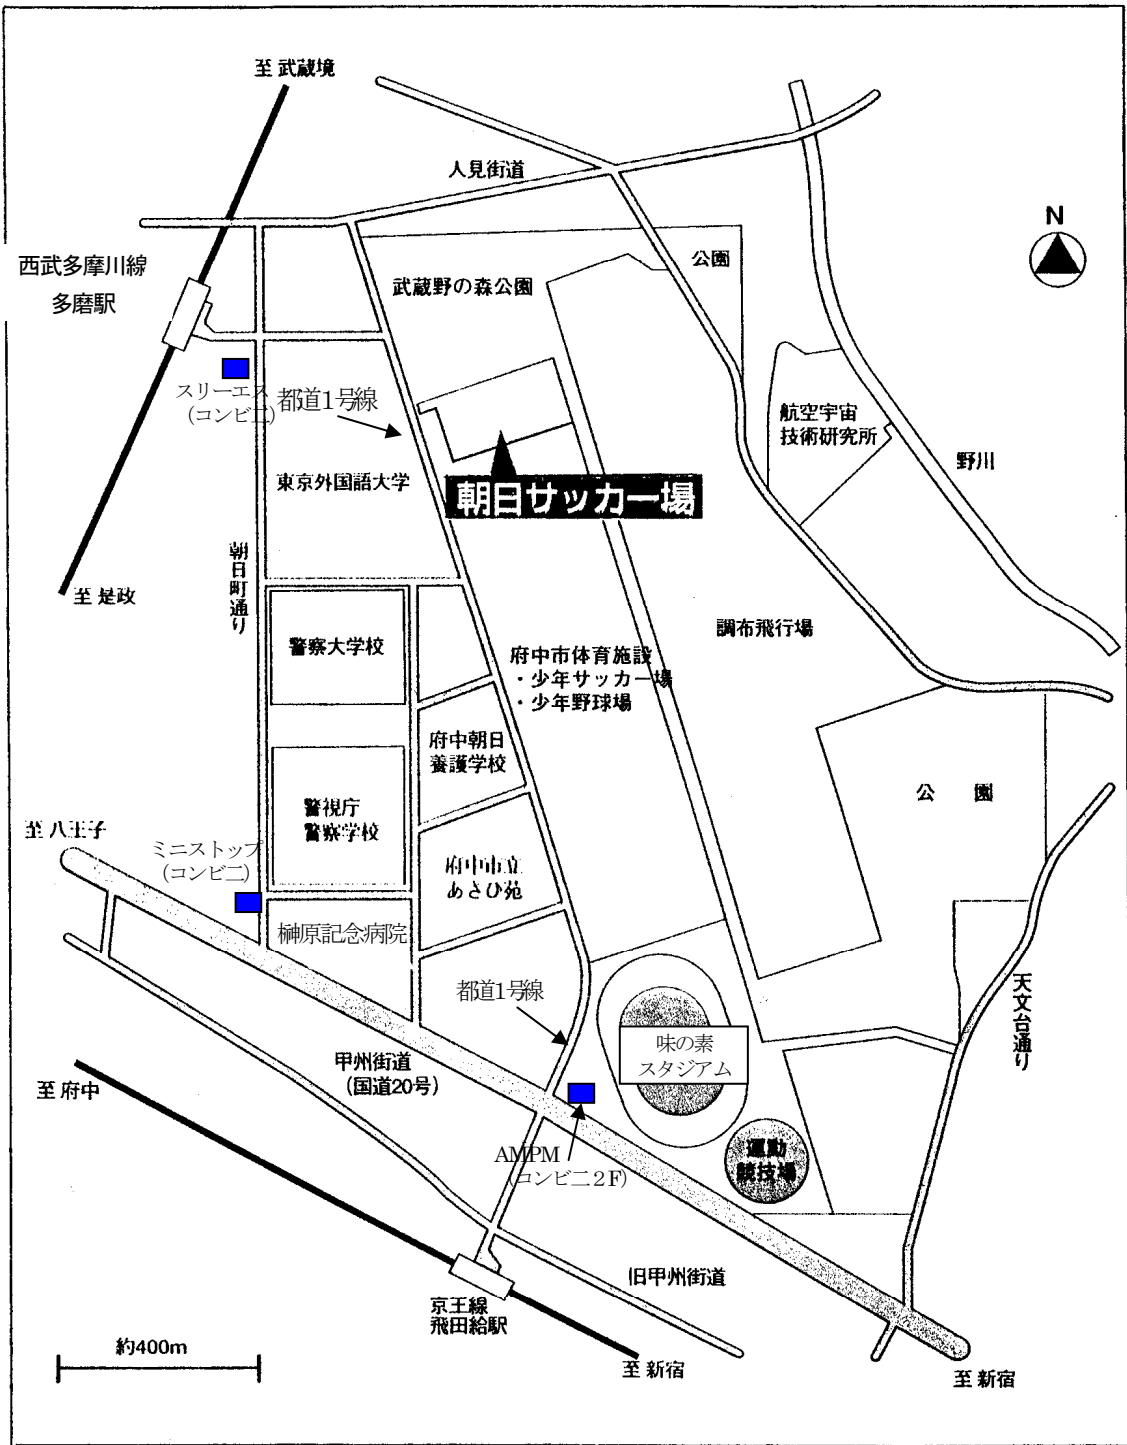 至 武蔵境
人見街道
N
西武多摩川線
多磨駅
公園
武蔵野の森公園
スリーエス
（コンビニ）
都道1号線
航空宇宙
技術研究所
野川
東京外国語大学
朝日サッカー場
朝日町通り
至 是政
警察大学校
調布飛行場
府中市体育施設
・少年サッカー場
・少年野球場
府中朝日
養護学校
公園
警視庁
警察学校
至 八王子
ミニストップ
（コンビニ）
府中市立
あさひ苑
榊原記念病院
都道1号線
天文台通り
味の素
スタジアム
甲州街道
（国道20号）
至 府中
AMPM
（コンビニ２F）
運動
競技場
旧甲州街道
京王線
飛田給駅
約400m
至 新宿
至 新宿